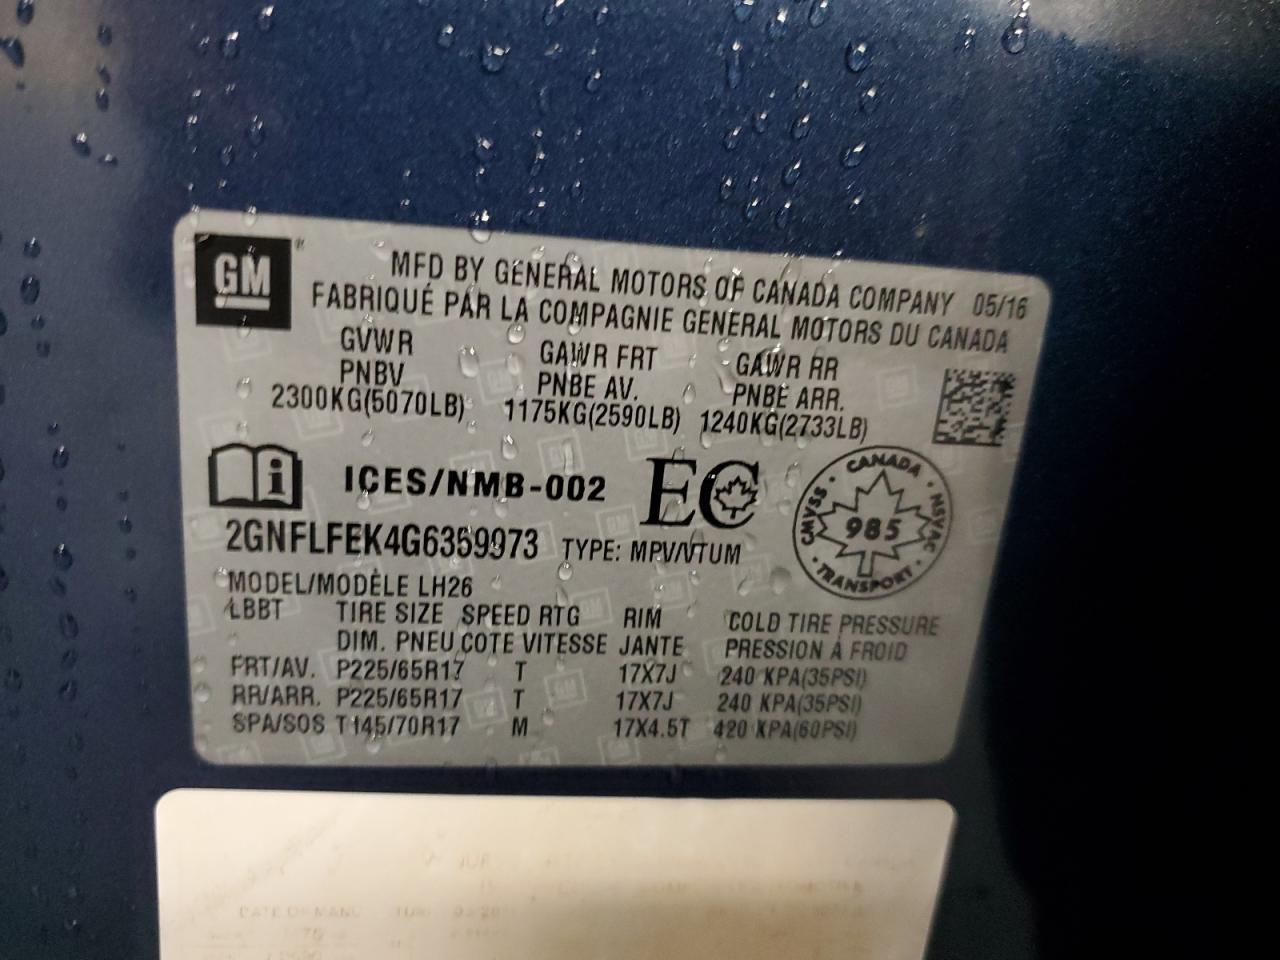 GM
MFD BY GENERAL MOTORS OF CANADA COMPANY 05/16
FABRIQUÉ PAR LA COMPAGNIE GENERAL MOTORS DU CANADA
GVWR GAWR FRT GAWR RR
PNBV PNBE AV. PNBE ARR.
2300KG(5070LB) 1175KG(2590LB) 1240KG(2733LB)
ICES/NMB-002 EC
CANADA
CMVSS 985 NSVAC
TRANSPORT
2GNFLFEK4G6359973 TYPE: MPV/VTUM
MODEL/MODÈLE LH26
LBBT TIRE SIZE SPEED RTG RIM COLD TIRE PRESSURE
DIM. PNEU COTE VITESSE JANTE PRESSION À FROID
FRT/AV. P225/65R17 T 17X7J 240 KPA(35PSI)
RR/ARR. P225/65R17 T 17X7J 240 KPA(35PSI)
SPA/SOS T145/70R17 M 17X4.5T 420 KPA(60PSI)
DATE OF MANU